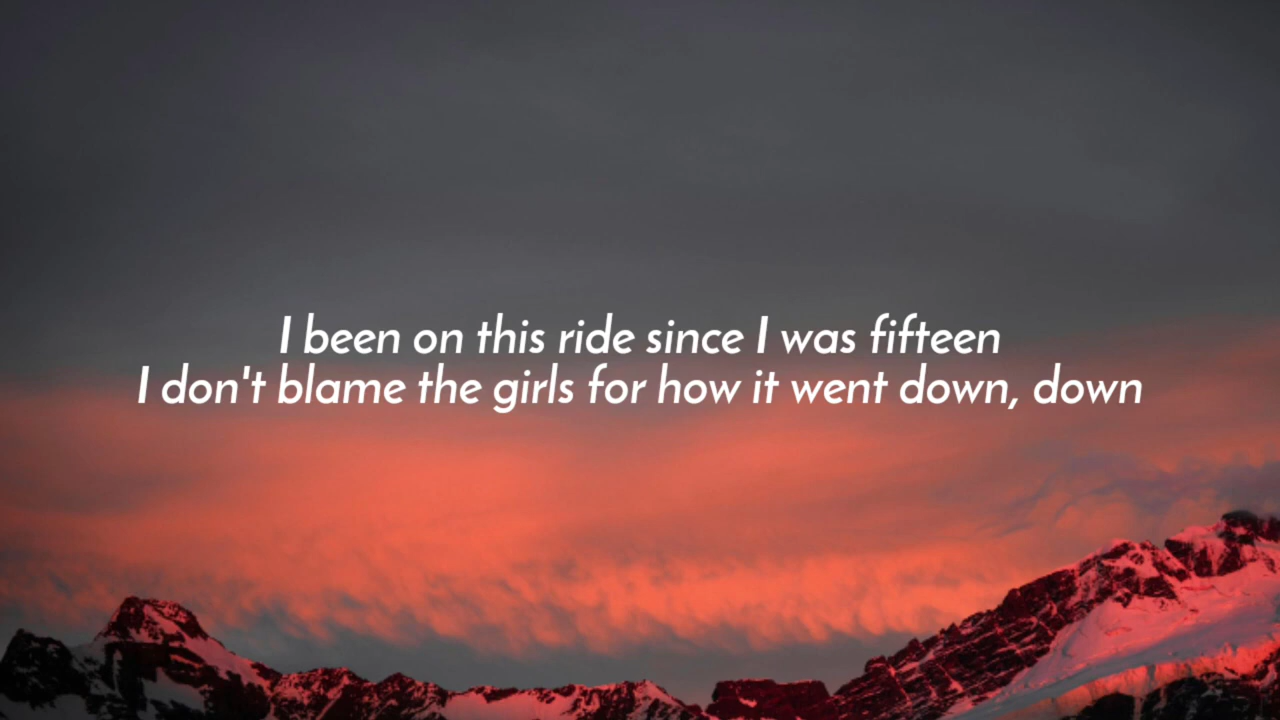 I been on this ride since I was fifteen
I don't blame the girls for how it went down, down